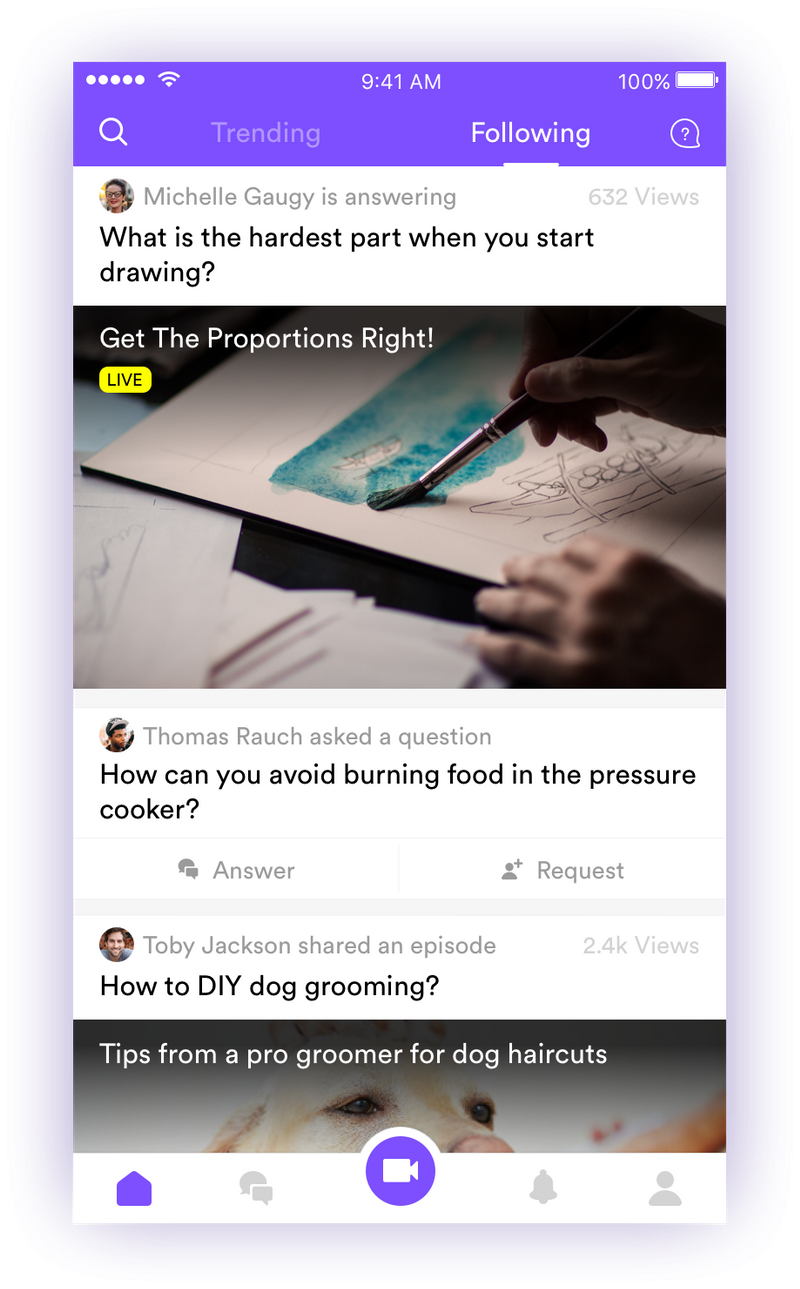 9:41 AM 100%
Trending Following ?
Michelle Gaugy is answering 632 Views
What is the hardest part when you start
drawing?
Get The Proportions Right!
LIVE
Thomas Rauch asked a question
How can you avoid burning food in the pressure
cooker?
Answer Request
Toby Jackson shared an episode 2.4k Views
How to DIY dog grooming?
Tips from a pro groomer for dog haircuts